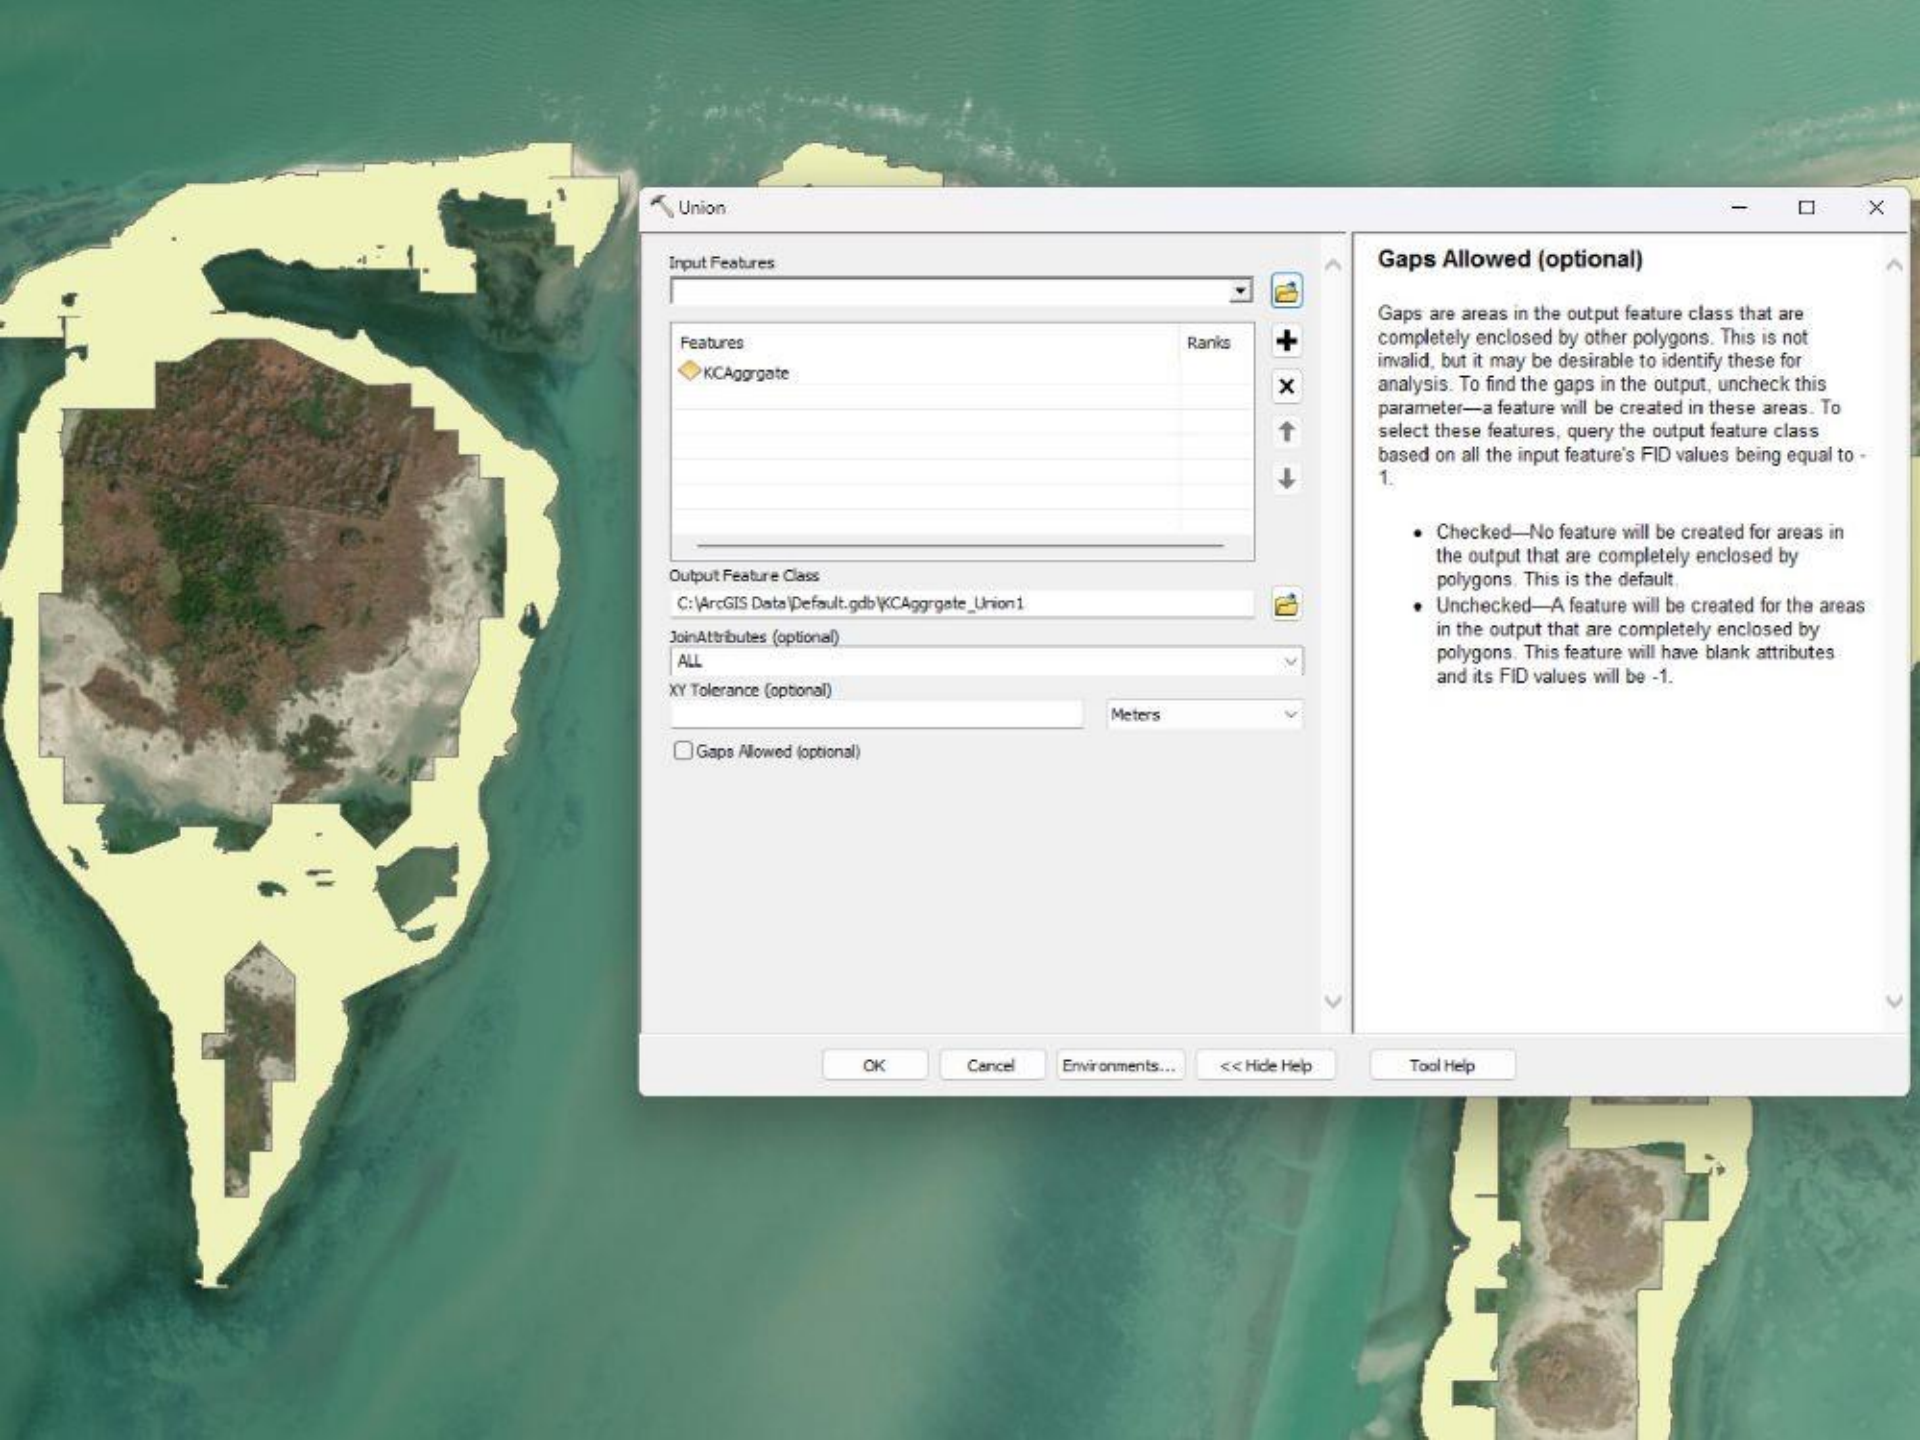 Union
Input Features
Features Ranks
KCAggrgate
Output Feature Class
C:\ArcGIS Data\Default.gdb\KCAggrgate_Union1
JoinAttributes (optional)
ALL
XY Tolerance (optional)
Meters
Gaps Allowed (optional)
OK Cancel Environments... << Hide Help Tool Help
Gaps Allowed (optional)
Gaps are areas in the output feature class that are
completely enclosed by other polygons. This is not
invalid, but it may be desirable to identify these for
analysis. To find the gaps in the output, uncheck this
parameter—a feature will be created in these areas. To
select these features, query the output feature class
based on all the input feature's FID values being equal to -
1.
• Checked—No feature will be created for areas in
the output that are completely enclosed by
polygons. This is the default.
• Unchecked—A feature will be created for the areas
in the output that are completely enclosed by
polygons. This feature will have blank attributes
and its FID values will be -1.